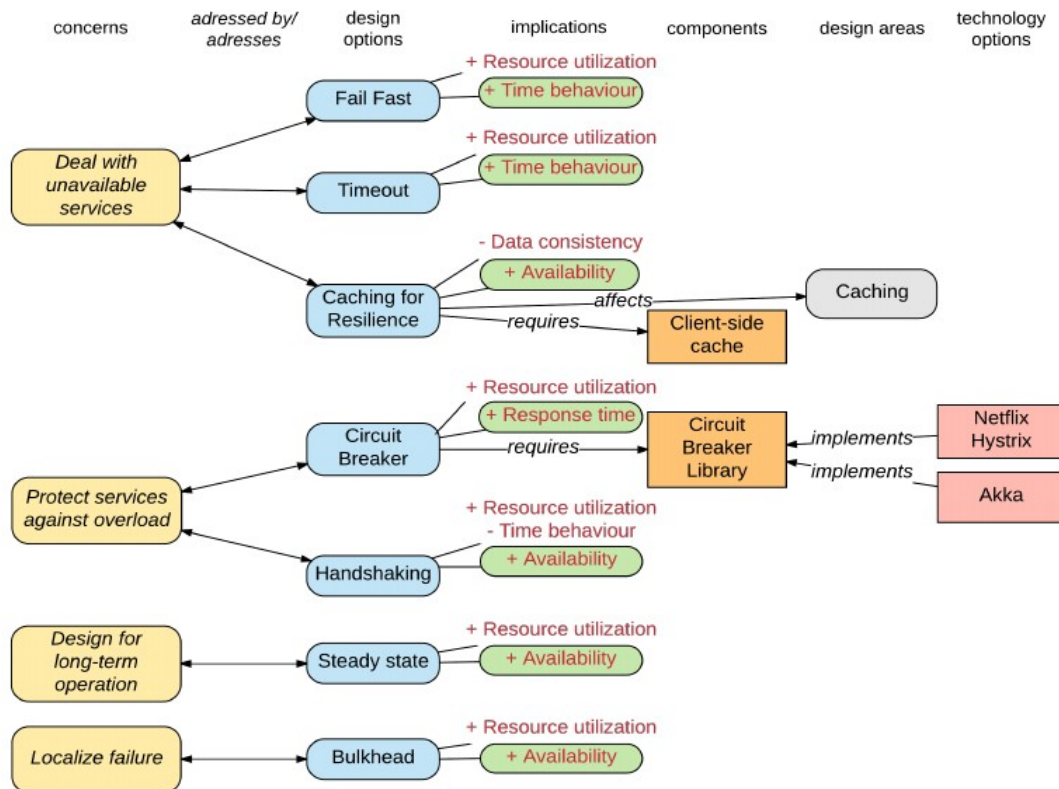 concerns
adressed by/
adresses
design
options
implications
components
design areas
technology
options
Deal with
unavailable
services
Fail Fast
+ Resource utilization
+ Time behaviour
Timeout
+ Resource utilization
+ Time behaviour
Caching for
Resilience
- Data consistency
+ Availability
affects
Caching
requires
Client-side
cache
Protect services
against overload
Circuit
Breaker
+ Resource utilization
+ Response time
requires
Circuit
Breaker
Library
implements
Netflix
Hystrix
implements
Akka
Handshaking
+ Resource utilization
- Time behaviour
+ Availability
Design for
long-term
operation
Steady state
+ Resource utilization
+ Availability
Localize failure
Bulkhead
+ Resource utilization
+ Availability